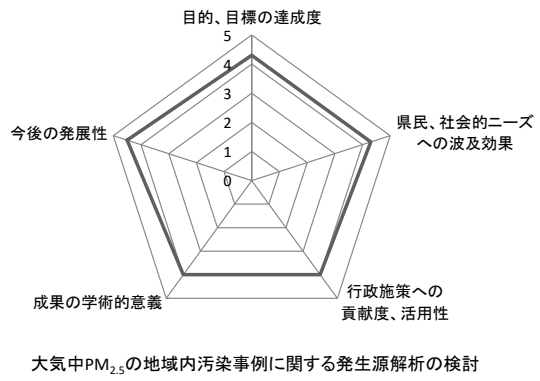 目的、目標の達成度
5
4
3
2
1
0
県民、社会的ニーズ
への波及効果
今後の発展性
成果の学術的意義
行政施策への
貢献度、活用性
大気中PM2.5の地域内汚染事例に関する発生源解析の検討